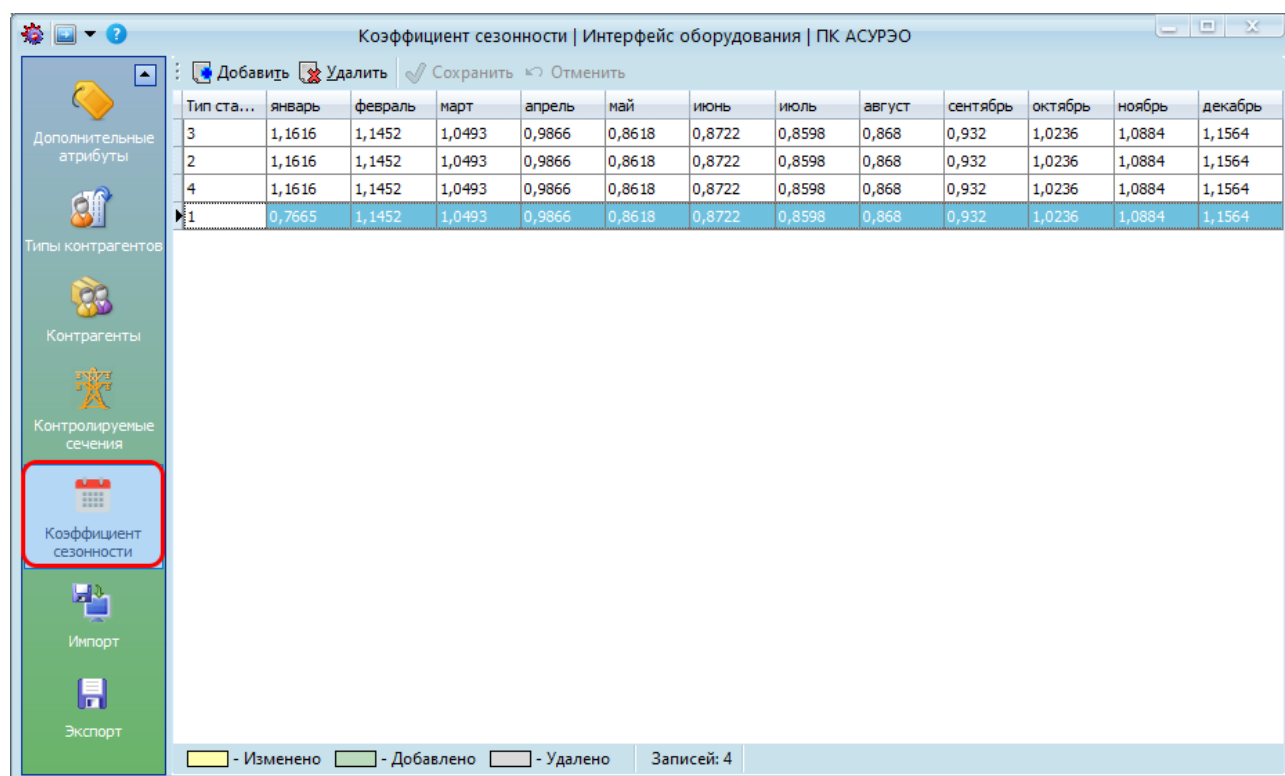 Коэффициент сезонности | Интерфейс оборудования | ПК АСУРЭО
Добавить Удалить Сохранить Отменить
Дополнительные
атрибуты
Типы контрагентов
Контрагенты
Контролируемые
сечения
Коэффициент
сезонности
Импорт
Экспорт
Тип ста... январь февраль март апрель май июнь июль август сентябрь октябрь ноябрь декабрь
3 1,1616 1,1452 1,0493 0,9866 0,8618 0,8722 0,8598 0,868 0,932 1,0236 1,0884 1,1564
2 1,1616 1,1452 1,0493 0,9866 0,8618 0,8722 0,8598 0,868 0,932 1,0236 1,0884 1,1564
4 1,1616 1,1452 1,0493 0,9866 0,8618 0,8722 0,8598 0,868 0,932 1,0236 1,0884 1,1564
1 0,7665 1,1452 1,0493 0,9866 0,8618 0,8722 0,8598 0,868 0,932 1,0236 1,0884 1,1564
- Изменено - Добавлено - Удалено Записей: 4